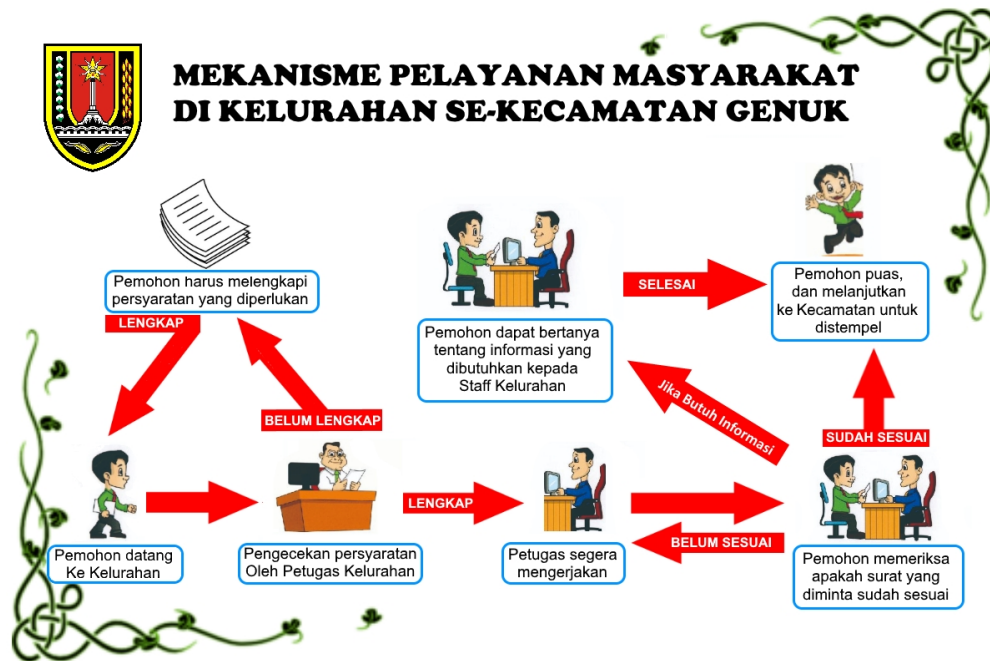 MEKANISME PELAYANAN MASYARAKAT
DI KELURAHAN SE-KECAMATAN GENUK
Pemohon harus melengkapi
persyaratan yang diperlukan
LENGKAP
BELUM LENGKAP
Pemohon datang
Ke Kelurahan
Pengecekan persyaratan
Oleh Petugas Kelurahan
LENGKAP
Petugas segera
mengerjakan
BELUM SESUAI
Pemohon memeriksa
apakah surat yang
diminta sudah sesuai
Jika Butuh Informasi
Pemohon dapat bertanya
tentang informasi yang
dibutuhkan kepada
Staff Kelurahan
SELESAI
SUDAH SESUAI
Pemohon puas,
dan melanjutkan
ke Kecamatan untuk
distempel